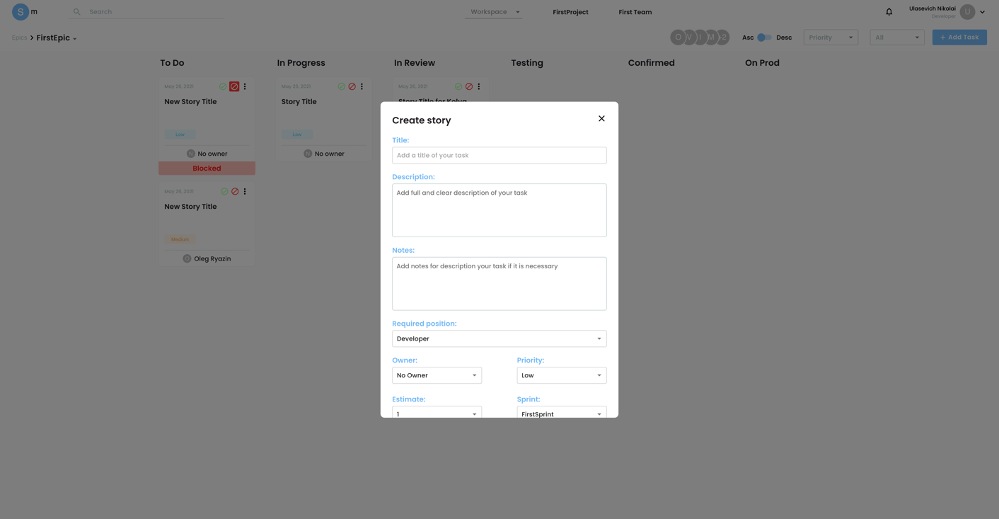 S m
Search
Workspace
FirstProject
First Team
Ulasevich Nikolai
Developer
U
Epics > FirstEpic
O V I M +2
Asc
Desc
Priority
All
+ Add Task
To Do
In Progress
In Review
Testing
Confirmed
On Prod
May 26, 2021
New Story Title
Low
N No owner
Blocked
May 28, 2021
New Story Title
Medium
O Oleg Ryazin
May 26, 2021
Story Title
Low
N No owner
May 26, 2021
Story Title for Kolya
Create story
Title:
Add a title of your task
Description:
Add full and clear description of your task
Notes:
Add notes for description your task if it is necessary
Required position:
Developer
Owner:
No Owner
Priority:
Low
Estimate:
1
Sprint:
FirstSprint